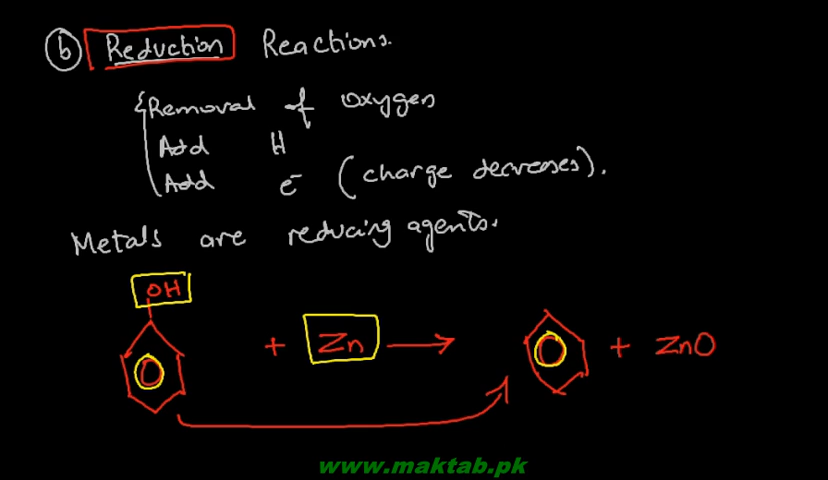 b Reduction Reactions.
Removal of oxygen
Add H
Add e⁻ (charge decreases).
Metals are reducing agents.
OH
+ Zn → + ZnO
www.maktab.pk